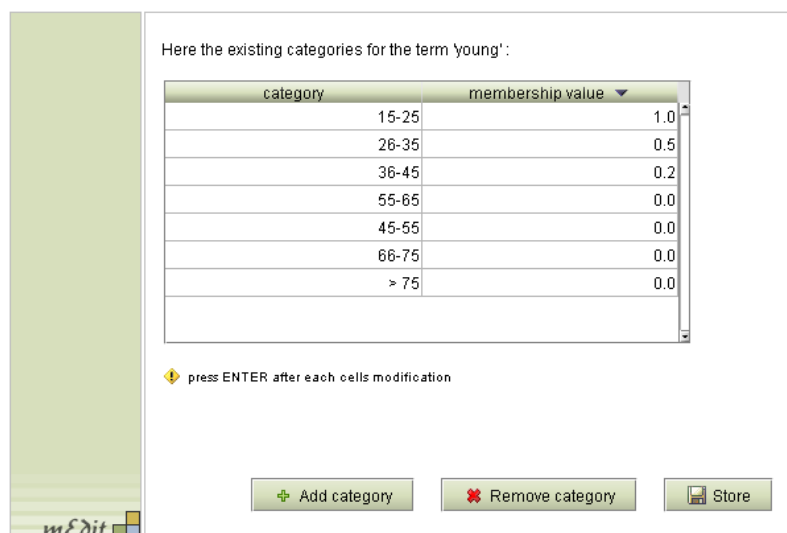 Here the existing categories for the term 'young' :
category membership value
15-25 1.0
26-35 0.5
36-45 0.2
55-65 0.0
45-55 0.0
66-75 0.0
> 75 0.0
press ENTER after each cells modification
Add category Remove category Store
mEdit